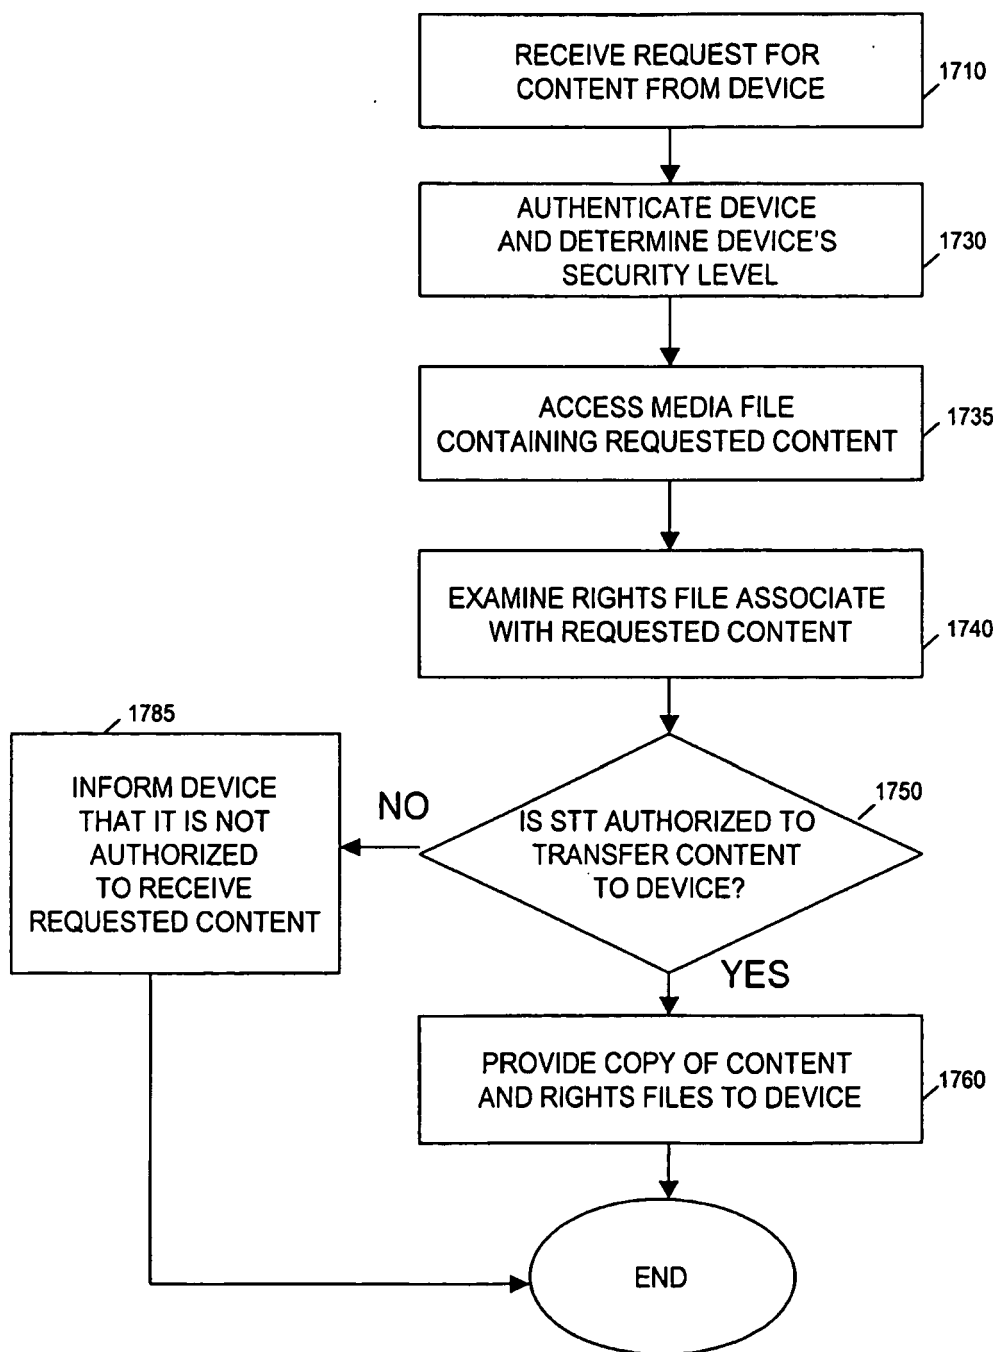 RECEIVE REQUEST FOR
CONTENT FROM DEVICE
1710
AUTHENTICATE DEVICE
AND DETERMINE DEVICE'S
SECURITY LEVEL
1730
ACCESS MEDIA FILE
CONTAINING REQUESTED CONTENT
1735
EXAMINE RIGHTS FILE ASSOCIATE
WITH REQUESTED CONTENT
1740
IS STT AUTHORIZED TO
TRANSFER CONTENT
TO DEVICE?
1750
NO
1785
INFORM DEVICE
THAT IT IS NOT
AUTHORIZED
TO RECEIVE
REQUESTED CONTENT
YES
PROVIDE COPY OF CONTENT
AND RIGHTS FILES TO DEVICE
1760
END